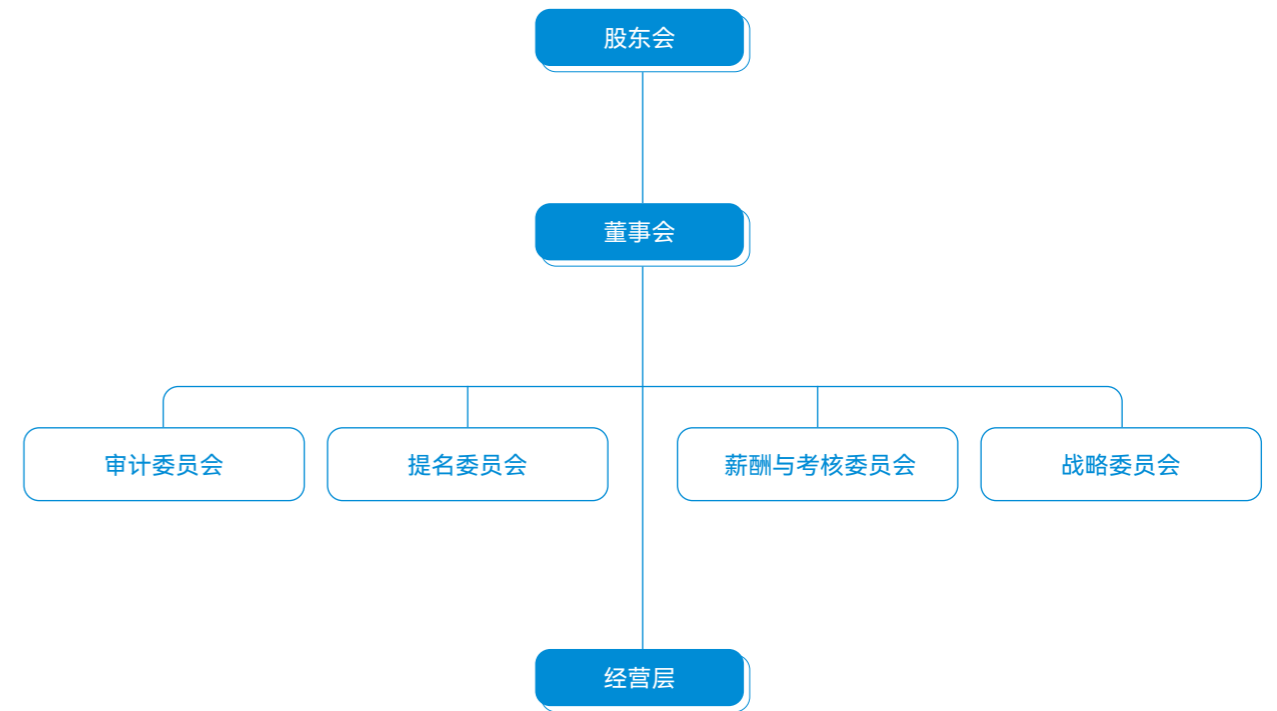 股东会
董事会
审计委员会
提名委员会
薪酬与考核委员会
战略委员会
经营层